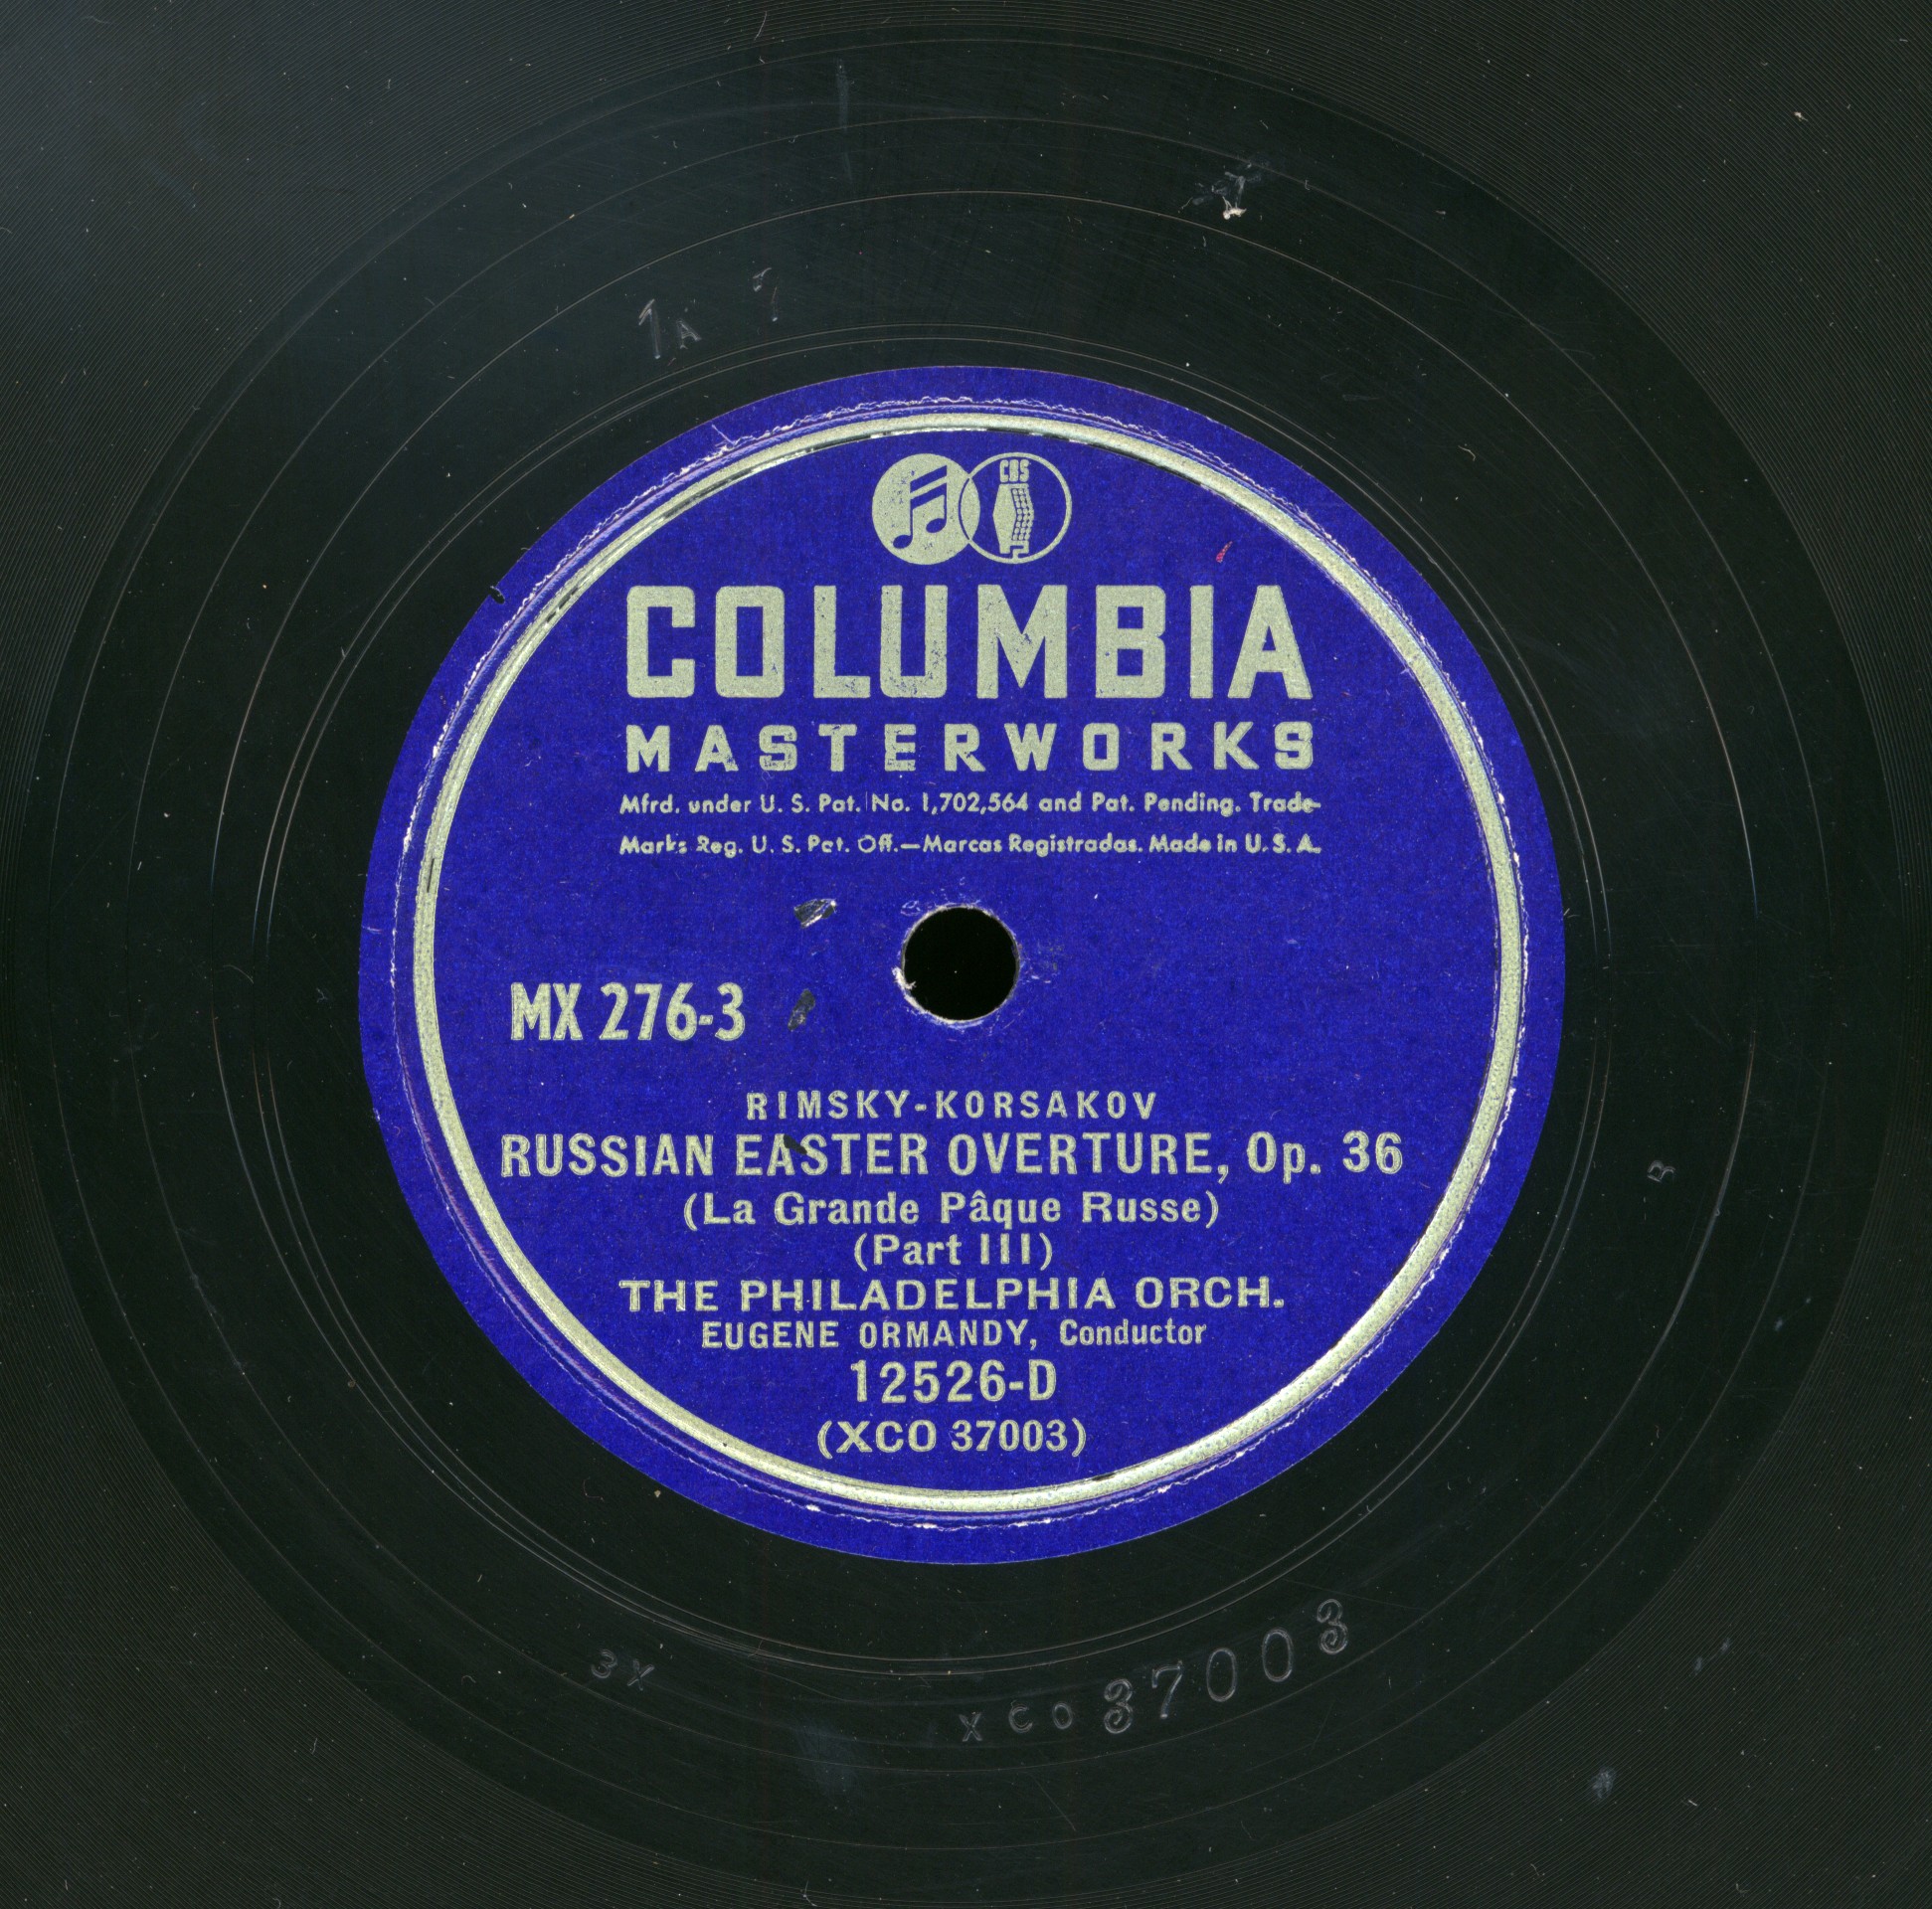 1A
CBS
COLUMBIA
MASTERWORKS
Mfrd. under U. S. Pat. No. 1,702,564 and Pat. Pending. Trade-
Marks Reg. U. S. Pat. Off.—Marcas Registradas. Made in U. S. A.
MX 276-3
RIMSKY-KORSAKOV
RUSSIAN EASTER OVERTURE, Op. 36
(La Grande Pâque Russe)
(Part III)
THE PHILADELPHIA ORCH.
EUGENE ORMANDY, Conductor
12526-D
(XCO 37003)
3X
XCO 37003